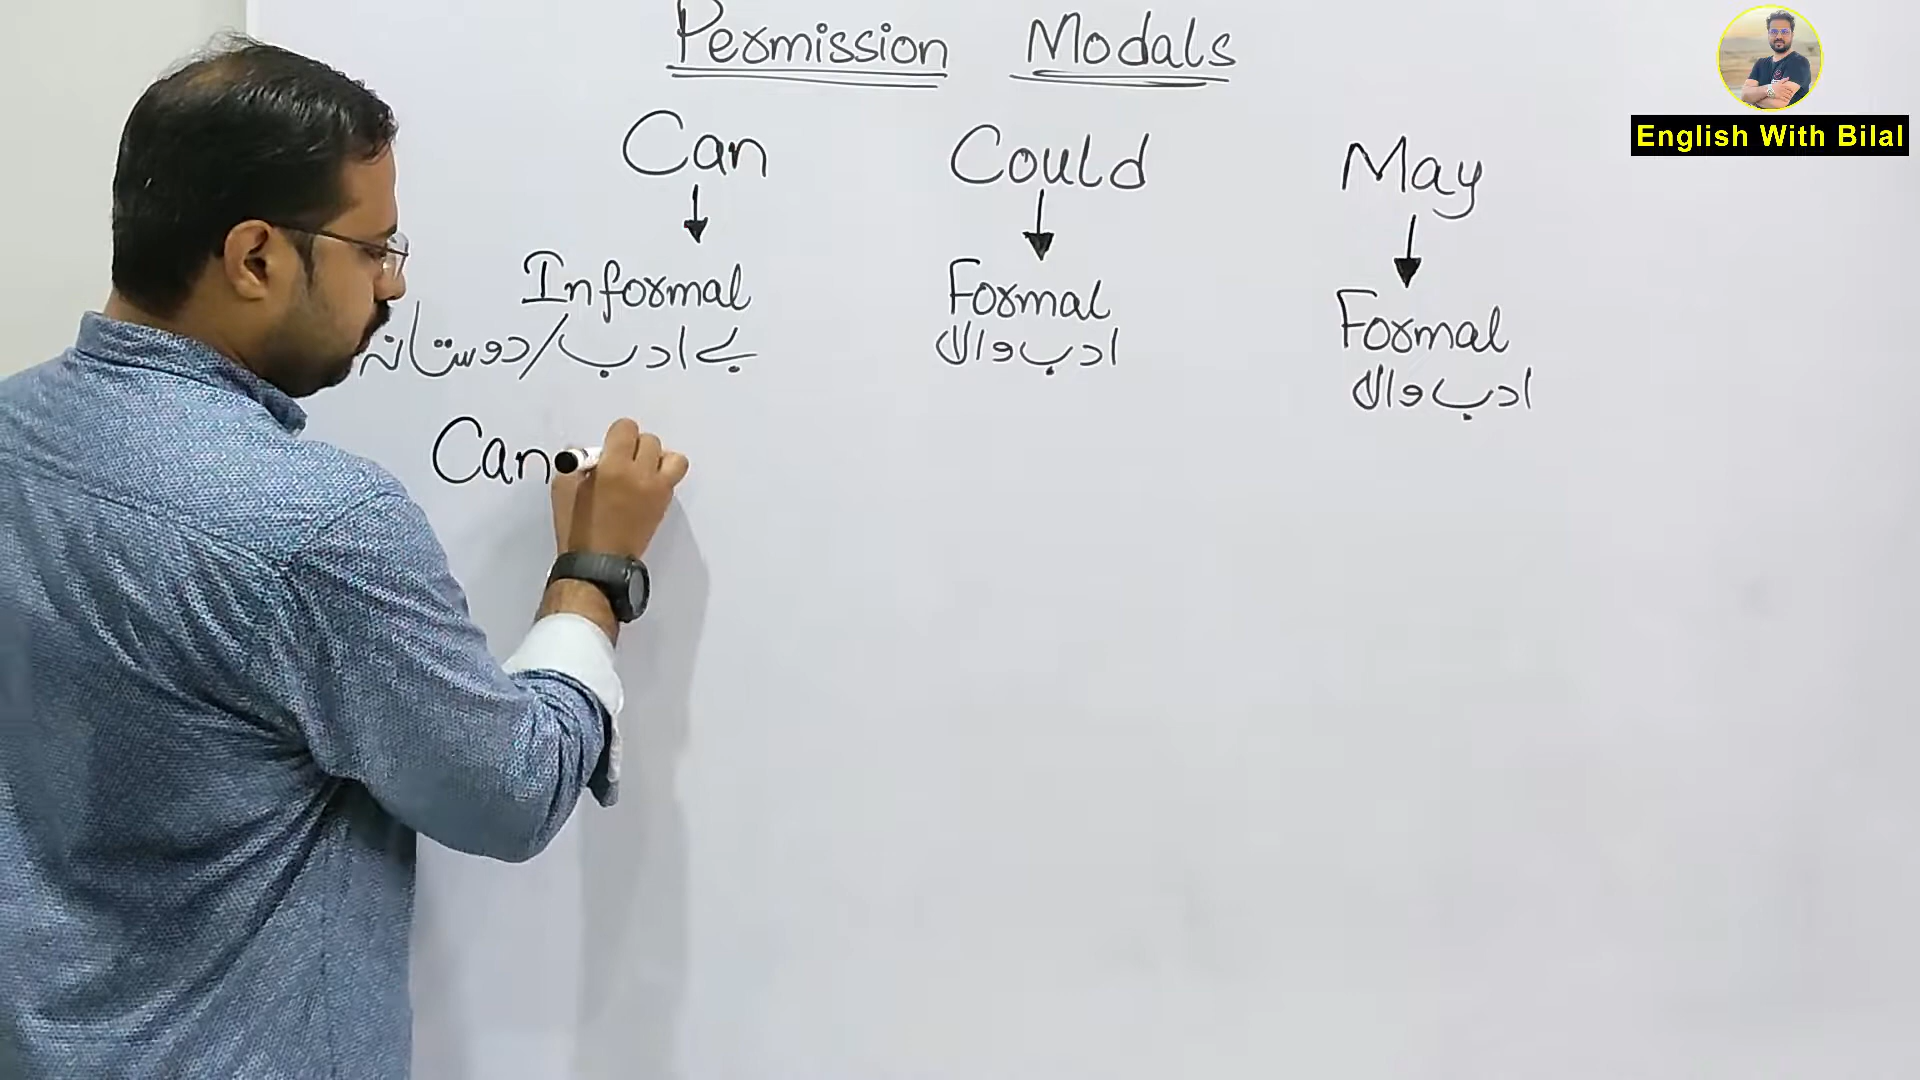 Permission Modals
Can Could May
Informal Formal Formal
بے ادب/دوستانہ ادب والا ادب والا
Can
English With Bilal